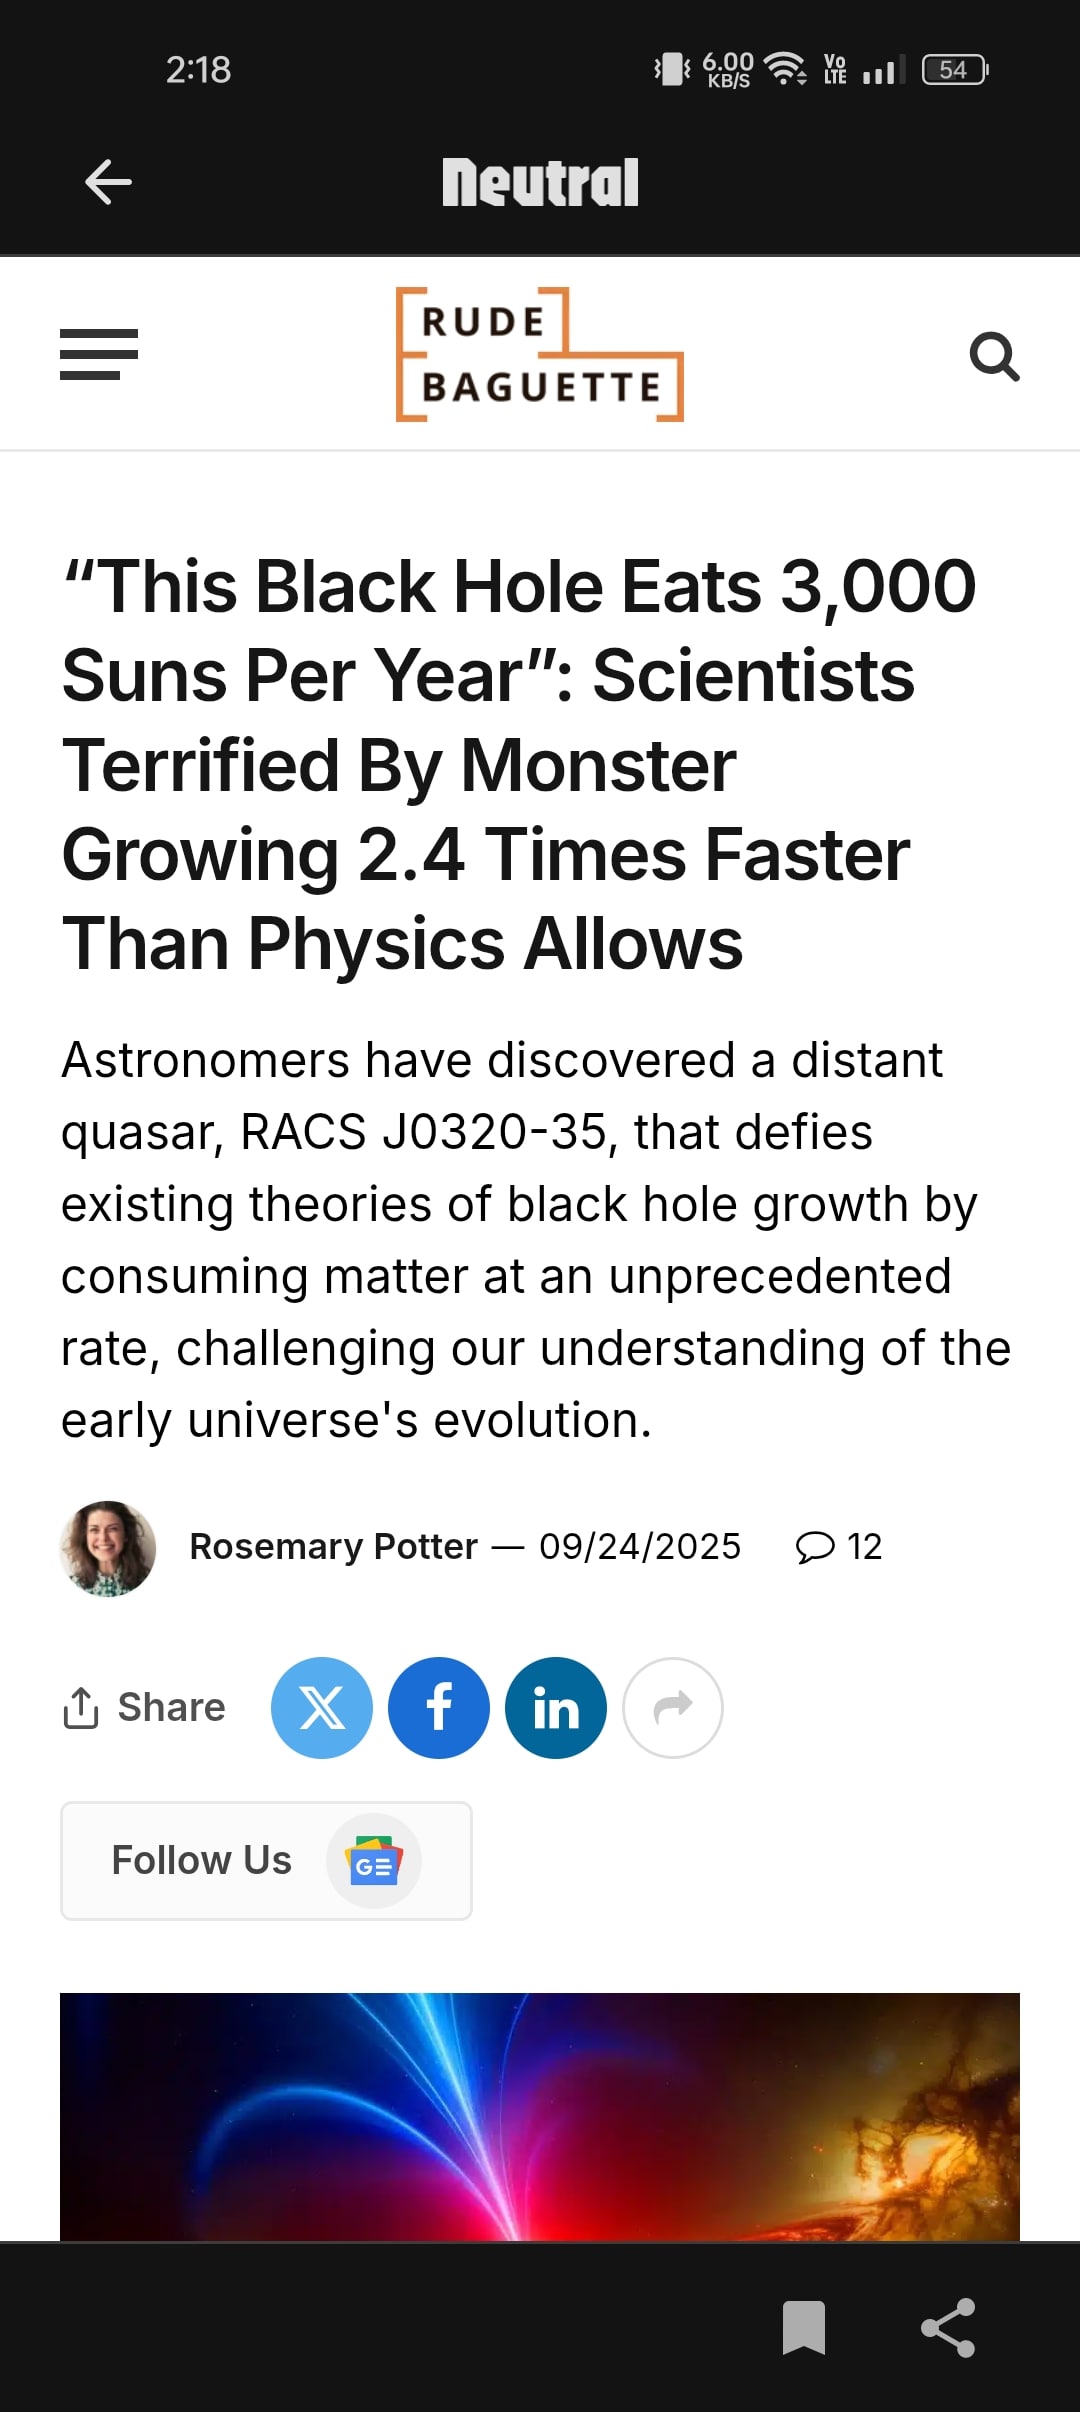 2:18
6.00
KB/S
Vo
LTE
54
Neutral
RUDE
BAGUETTE
“This Black Hole Eats 3,000
Suns Per Year”: Scientists
Terrified By Monster
Growing 2.4 Times Faster
Than Physics Allows
Astronomers have discovered a distant
quasar, RACS J0320-35, that defies
existing theories of black hole growth by
consuming matter at an unprecedented
rate, challenging our understanding of the
early universe's evolution.
Rosemary Potter — 09/24/2025 12
Share
Follow Us